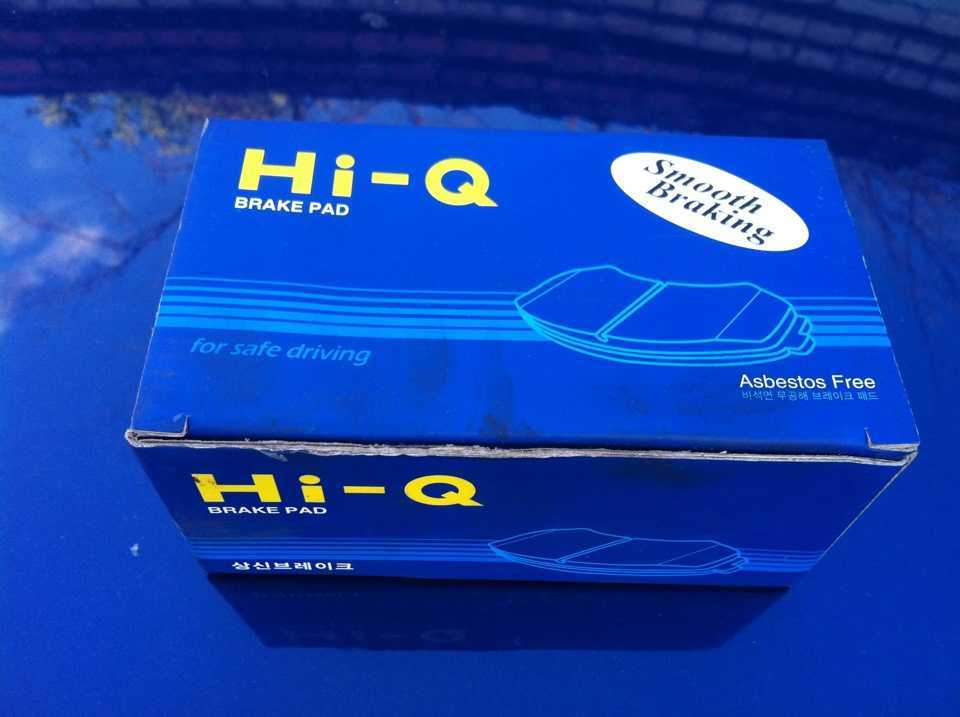 Hi-Q
BRAKE PAD
Smooth
Braking
for safe driving
Asbestos Free
비석면 무공해 브레이크 패드
Hi-Q
BRAKE PAD
상신브레이크